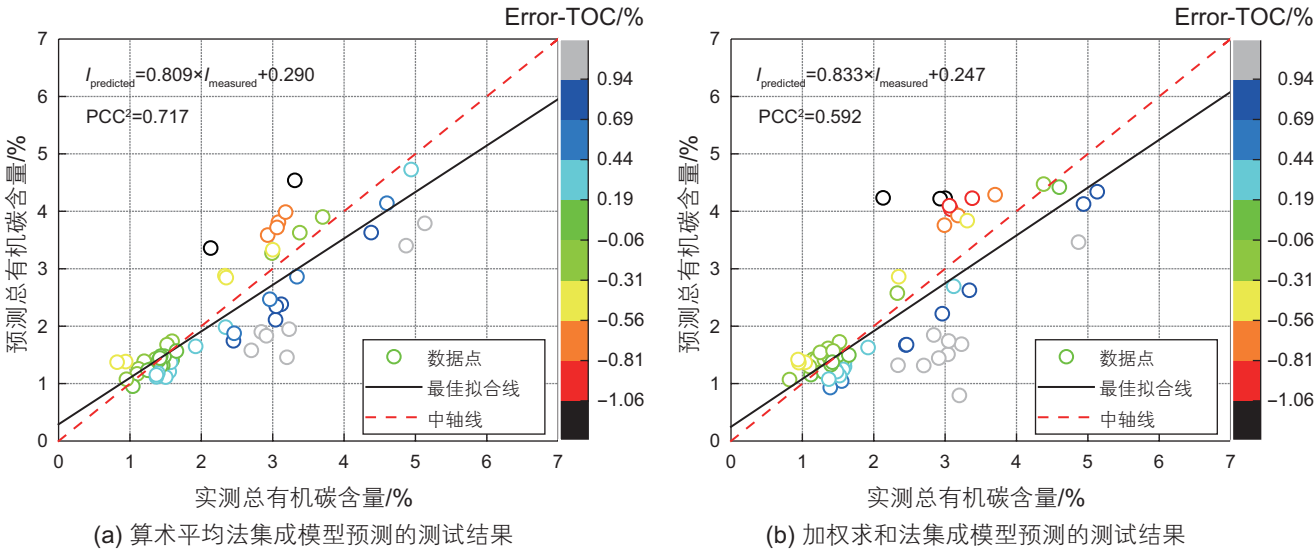 Error-TOC/%
7
6
5
4
3
2
1
0
预测总有机碳含量/%
I predicted=0.809×I measured+0.290
PCC²=0.717
数据点
最佳拟合线
中轴线
0 1 2 3 4 5 6 7
实测总有机碳含量/%
0.94
0.69
0.44
0.19
−0.06
−0.31
−0.56
−0.81
−1.06
(a) 算术平均法集成模型预测的测试结果
Error-TOC/%
7
6
5
4
3
2
1
0
预测总有机碳含量/%
I predicted=0.833×I measured+0.247
PCC²=0.592
数据点
最佳拟合线
中轴线
0 1 2 3 4 5 6 7
实测总有机碳含量/%
0.94
0.69
0.44
0.19
−0.06
−0.31
−0.56
−0.81
−1.06
(b) 加权求和法集成模型预测的测试结果